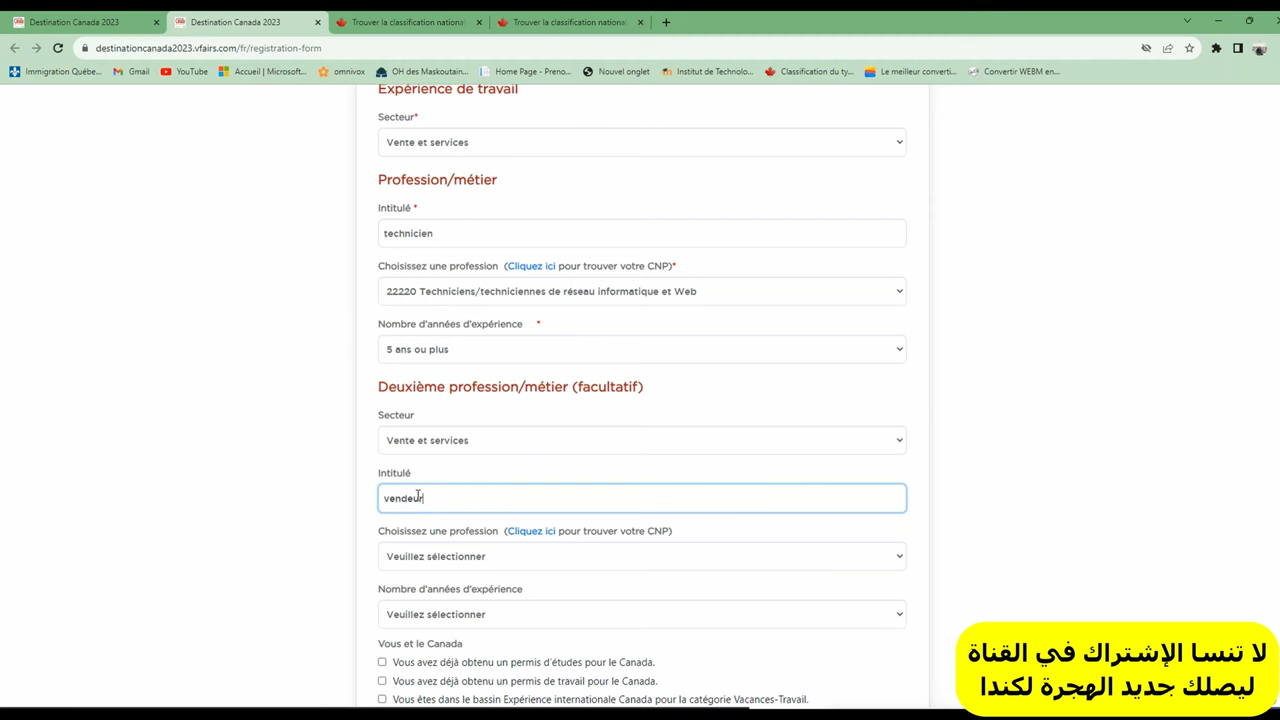 Destination Canada 2023
Destination Canada 2023
Trouver la classification national
Trouver la classification national
destinationcanada2023.vfairs.com/fr/registration-form
Immigration Québe...
Gmail
YouTube
Accueil | Microsoft...
omnivox
OH des Maskoutain...
Home Page - Preno...
Nouvel onglet
Institut de Technolo...
Classification du ty...
Le meilleur converti...
Convertir WEBM en...
Expérience de travail
Secteur*
Vente et services
Profession/métier
Intitulé *
technicien
Choisissez une profession (Cliquez ici pour trouver votre CNP)*
22220 Techniciens/techniciennes de réseau informatique et Web
Nombre d'années d'expérience *
5 ans ou plus
Deuxième profession/métier (facultatif)
Secteur
Vente et services
Intitulé
vendeur
Choisissez une profession (Cliquez ici pour trouver votre CNP)
Veuillez sélectionner
Nombre d'années d'expérience
Veuillez sélectionner
Vous et le Canada
Vous avez déjà obtenu un permis d'études pour le Canada.
Vous avez déjà obtenu un permis de travail pour le Canada.
Vous êtes dans le bassin Expérience internationale Canada pour la catégorie Vacances-Travail.
لا تنسا الإشتراك في القناة
ليصلك جديد الهجرة لكندا